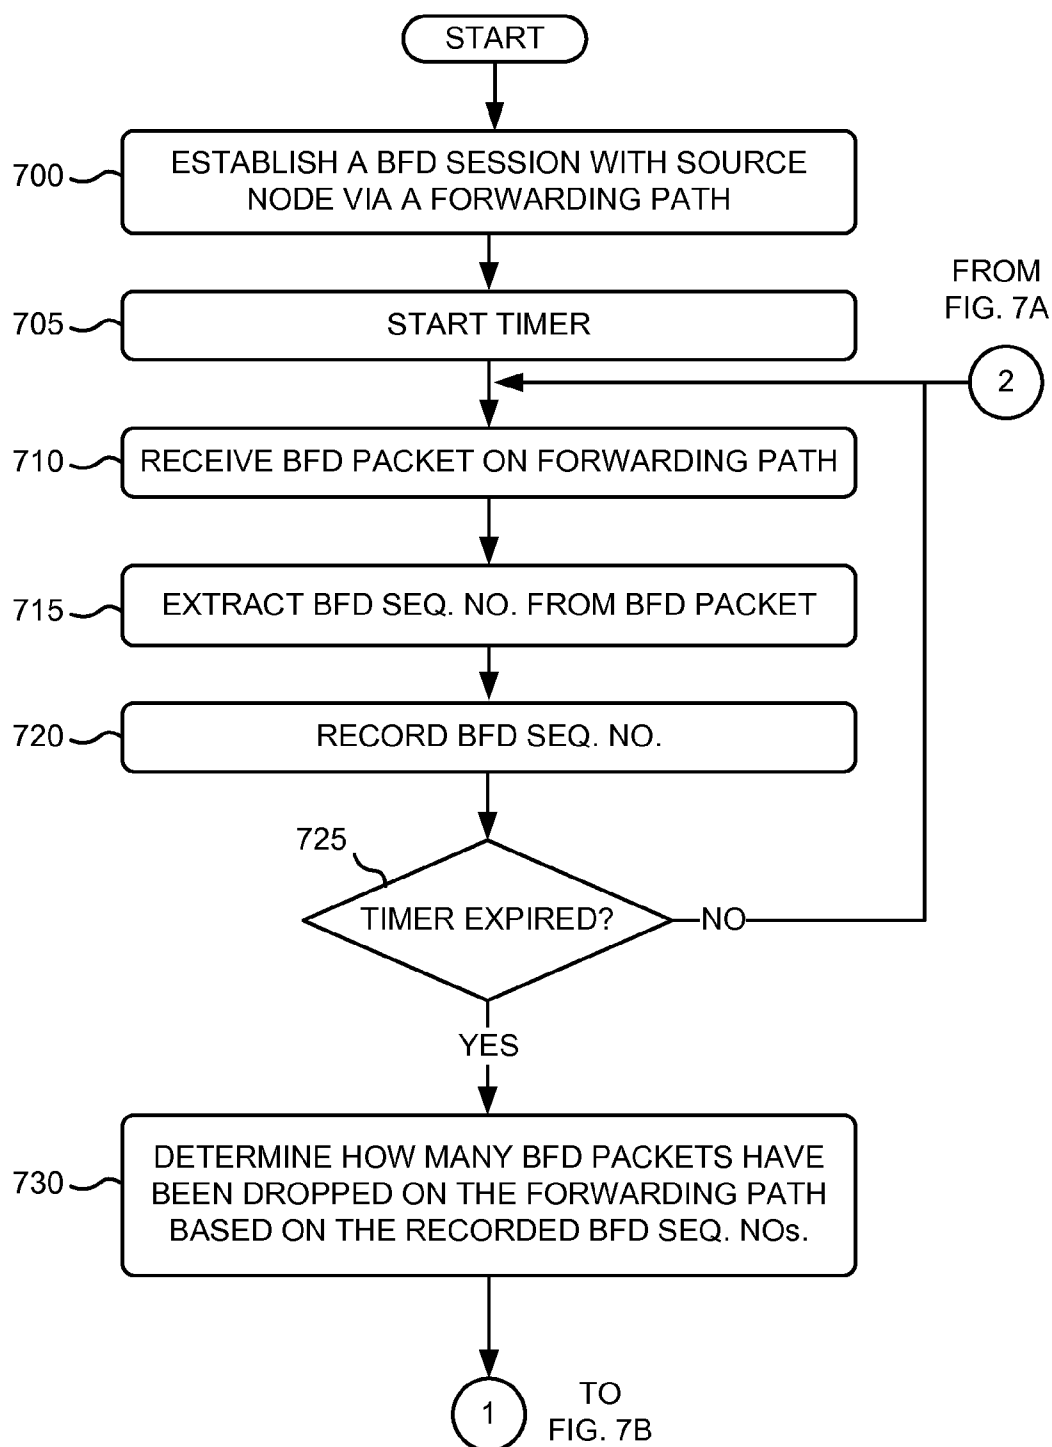 START
700
ESTABLISH A BFD SESSION WITH SOURCE
NODE VIA A FORWARDING PATH
FROM
FIG. 7A
705
START TIMER
2
710
RECEIVE BFD PACKET ON FORWARDING PATH
715
EXTRACT BFD SEQ. NO. FROM BFD PACKET
720
RECORD BFD SEQ. NO.
725
TIMER EXPIRED?
NO
YES
730
DETERMINE HOW MANY BFD PACKETS HAVE
BEEN DROPPED ON THE FORWARDING PATH
BASED ON THE RECORDED BFD SEQ. NOs.
1
TO
FIG. 7B